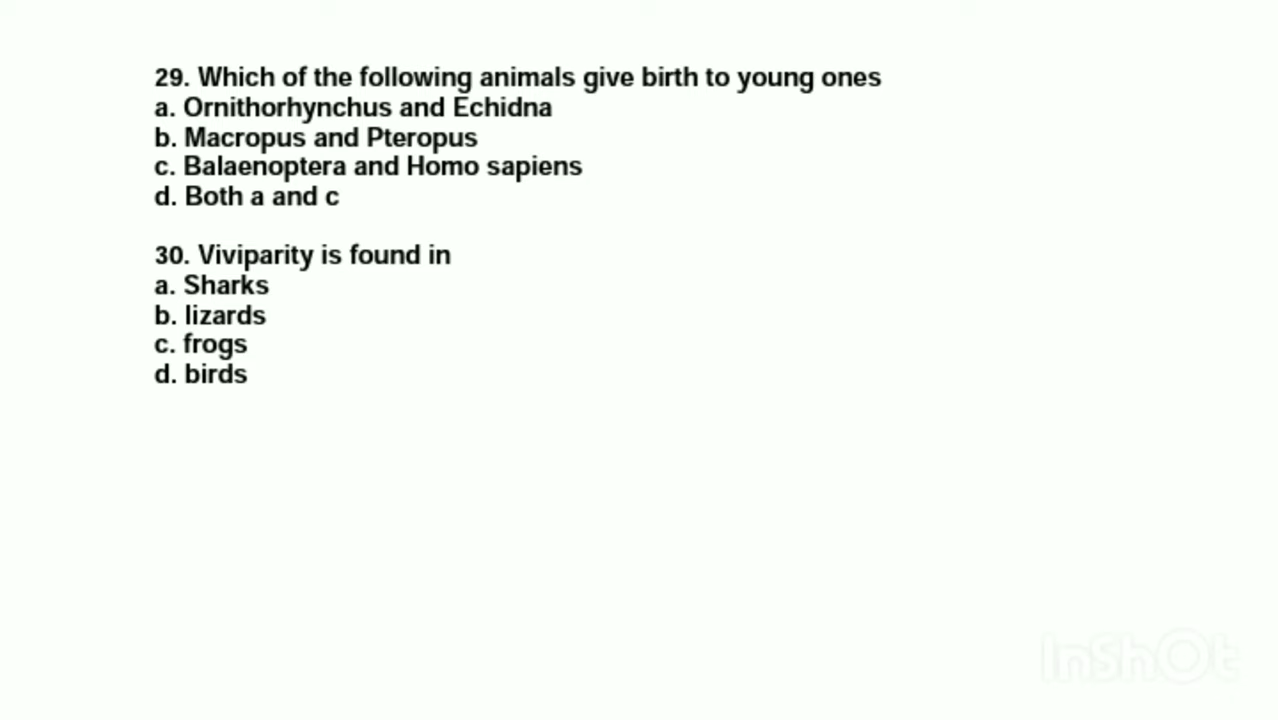 29. Which of the following animals give birth to young ones
a. Ornithorhynchus and Echidna
b. Macropus and Pteropus
c. Balaenoptera and Homo sapiens
d. Both a and c
30. Viviparity is found in
a. Sharks
b. lizards
c. frogs
d. birds
InShOt